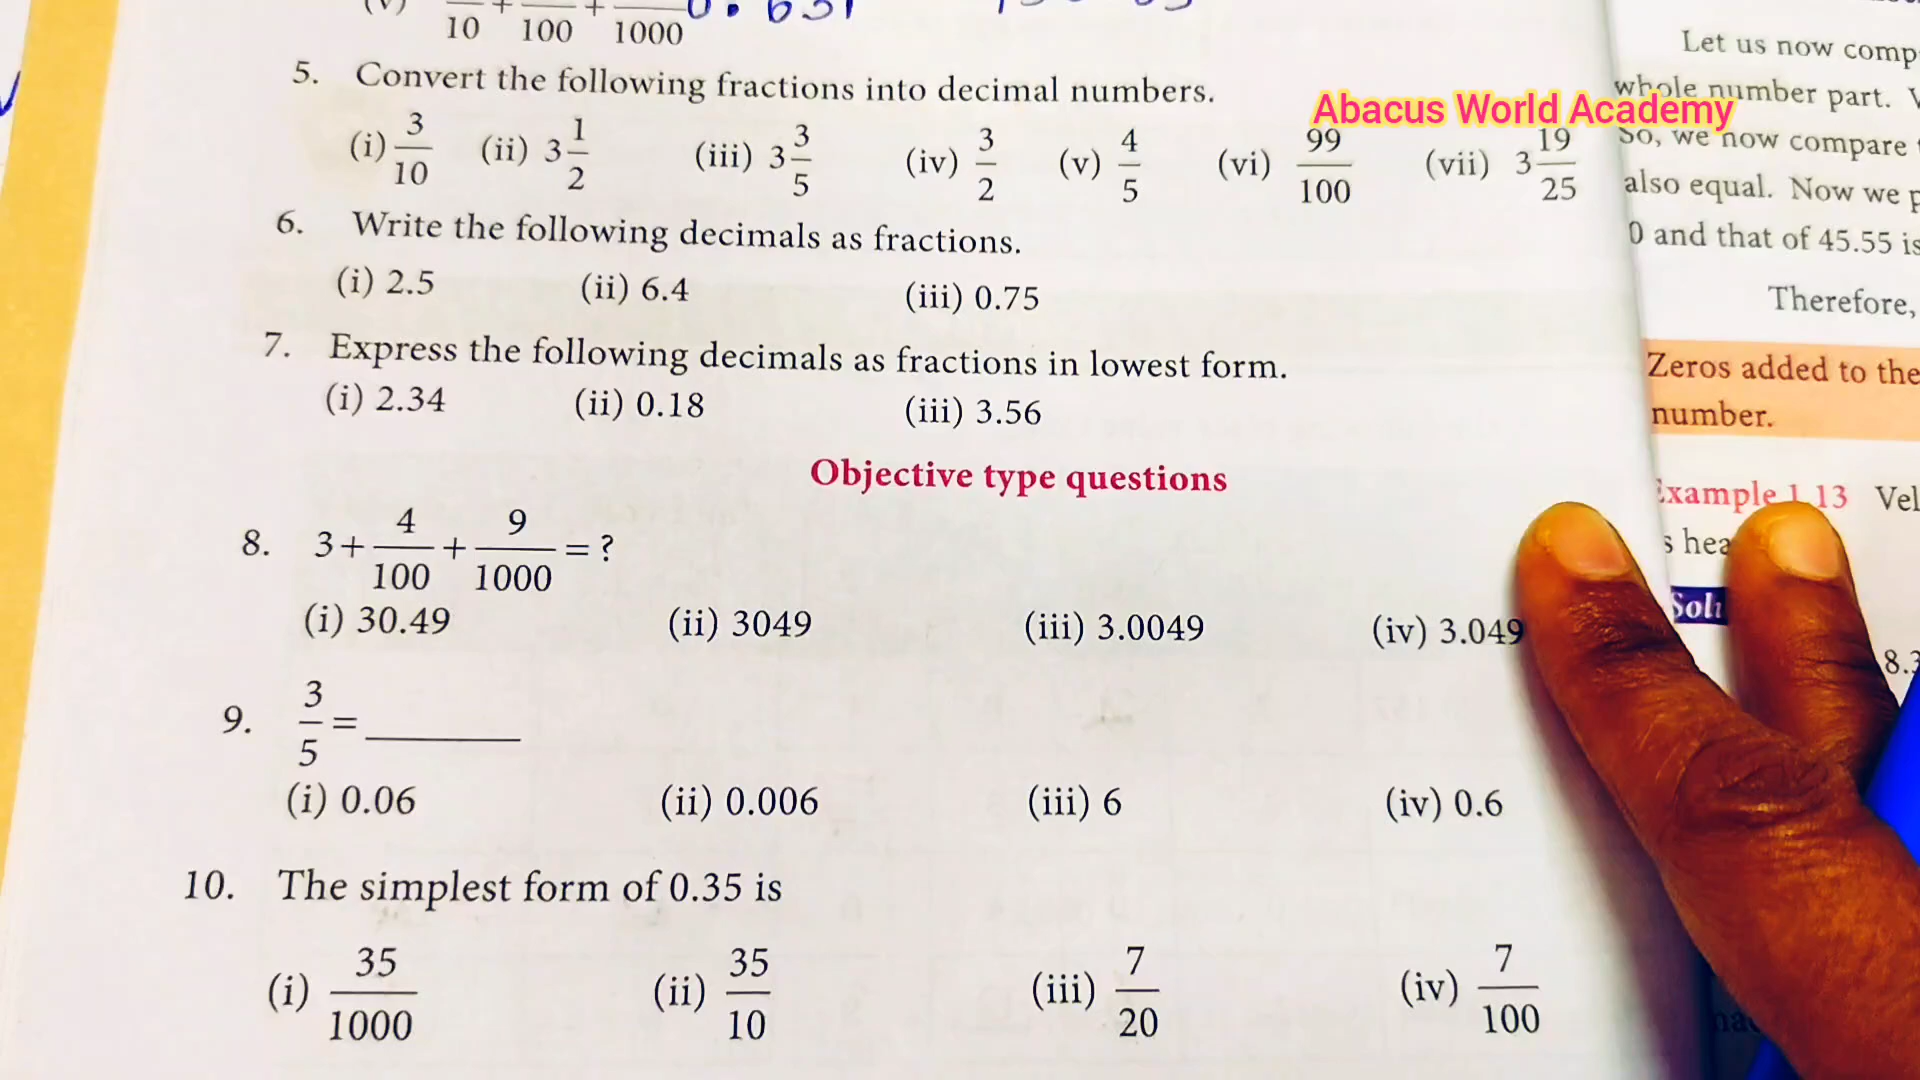 (v) 10 + 100 + 1000 0.631
5. Convert the following fractions into decimal numbers.
(i) 3/10 (ii) 3 1/2 (iii) 3 3/5 (iv) 3/2 (v) 4/5 (vi) 99/100 (vii) 3 19/25
6. Write the following decimals as fractions.
(i) 2.5 (ii) 6.4 (iii) 0.75
7. Express the following decimals as fractions in lowest form.
(i) 2.34 (ii) 0.18 (iii) 3.56
Objective type questions
8. 3 + 4/100 + 9/1000 = ?
(i) 30.49 (ii) 3049 (iii) 3.0049 (iv) 3.049
9. 3/5 = ________
(i) 0.06 (ii) 0.006 (iii) 6 (iv) 0.6
10. The simplest form of 0.35 is
(i) 35/1000 (ii) 35/10 (iii) 7/20 (iv) 7/100
Abacus World Academy
Let us now comp
whole number part.
So, we now compare
also equal. Now we
0 and that of 45.55 is
Therefore,
Zeros added to the
number.
Example 1.13 Vel
s hea
Solu
8.3